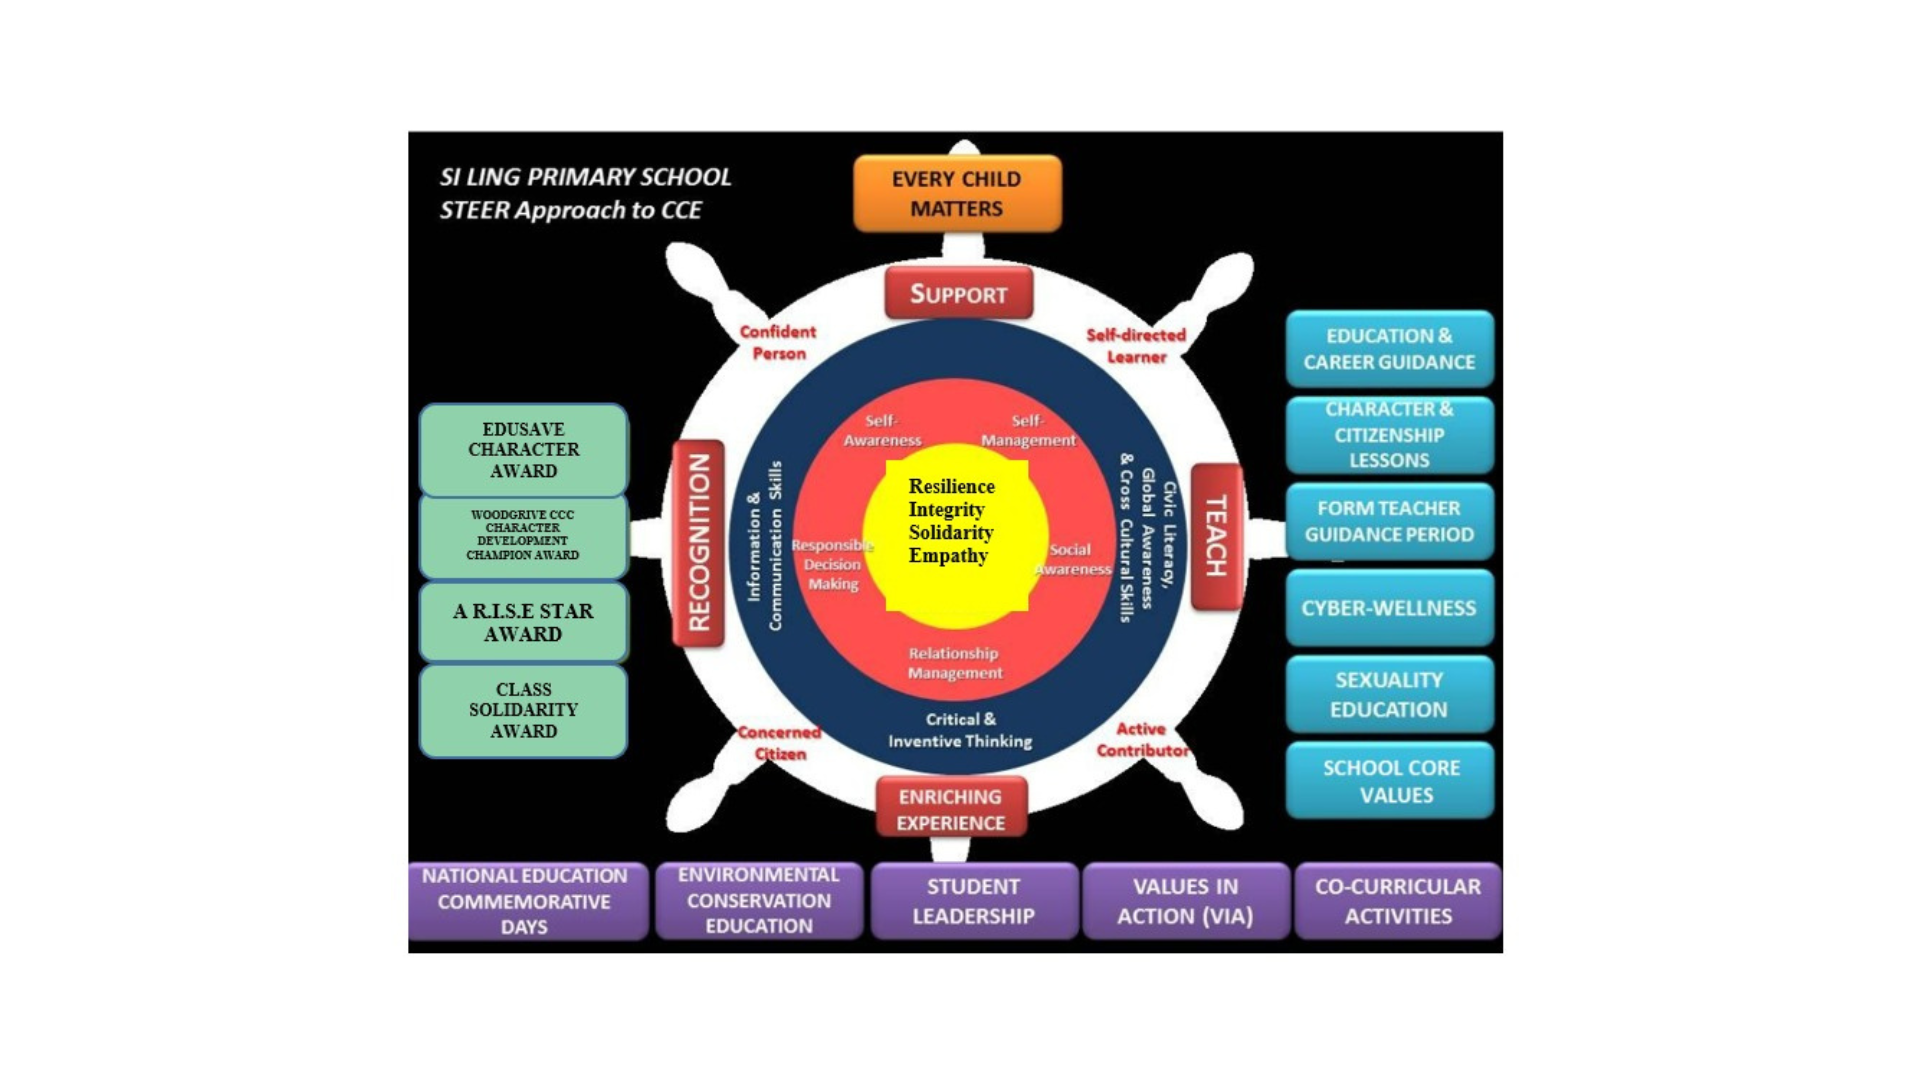 SI LING PRIMARY SCHOOL
STEER Approach to CCE
EVERY CHILD
MATTERS
SUPPORT
Confident
Person
Self-directed
Learner
EDUCATION &
CAREER GUIDANCE
CHARACTER &
CITIZENSHIP
LESSONS
FORM TEACHER
GUIDANCE PERIOD
CYBER-WELLNESS
SEXUALITY
EDUCATION
SCHOOL CORE
VALUES
EDUSAVE
CHARACTER
AWARD
WOODGRIVE CCC
CHARACTER
DEVELOPMENT
CHAMPION AWARD
A R.I.S.E STAR
AWARD
CLASS
SOLIDARITY
AWARD
RECOGNITION
Information &
Communication Skills
Self-
Awareness
Self-
Management
Resilience
Integrity
Solidarity
Empathy
Responsible
Decision
Making
Social
Awareness
Relationship
Management
Civic Literacy,
Global Awareness
& Cross Cultural Skills
TEACH
Critical &
Inventive Thinking
Concerned
Citizen
Active
Contributor
ENRICHING
EXPERIENCE
NATIONAL EDUCATION
COMMEMORATIVE
DAYS
ENVIRONMENTAL
CONSERVATION
EDUCATION
STUDENT
LEADERSHIP
VALUES IN
ACTION (VIA)
CO-CURRICULAR
ACTIVITIES